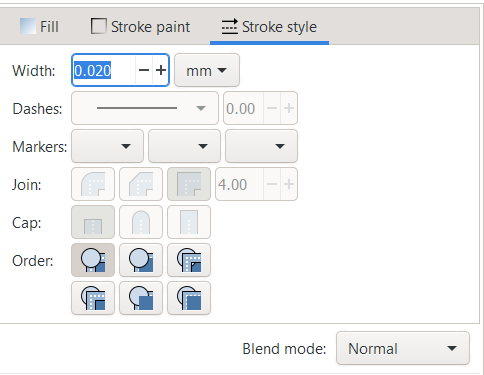 Fill Stroke paint Stroke style
Width: 0.020 mm
Dashes: 0.00
Markers:
Join: 4.00
Cap:
Order:
Blend mode: Normal